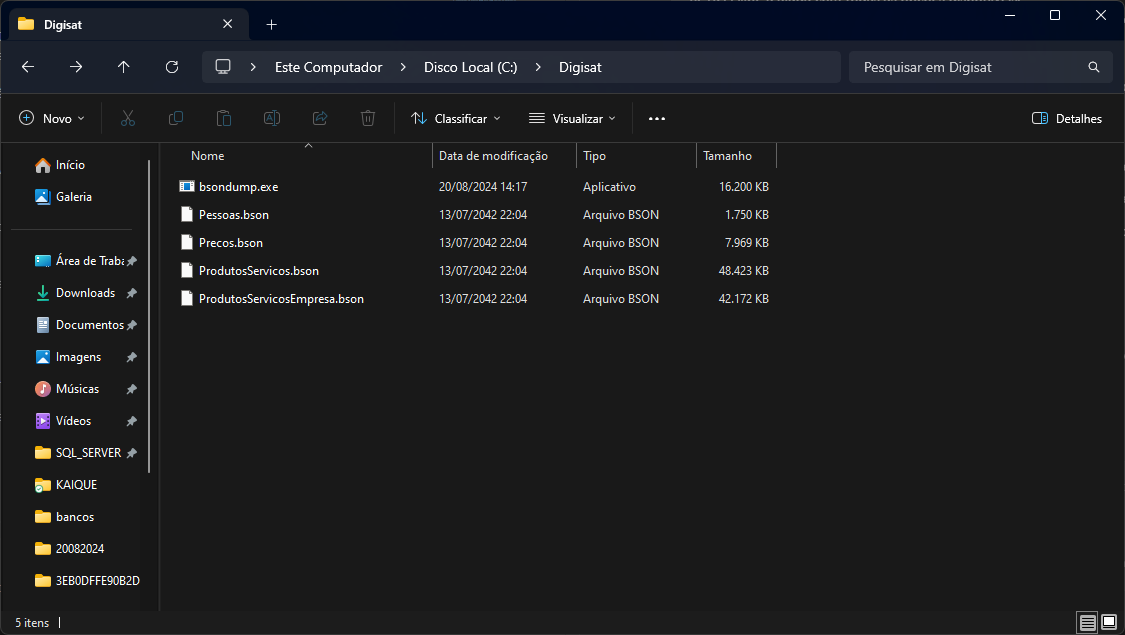 Digisat
Este Computador > Disco Local (C:) > Digisat
Pesquisar em Digisat
Novo
Classificar
Visualizar
Detalhes
Início
Galeria
Área de Traba
Downloads
Documentos
Imagens
Músicas
Vídeos
SQL_SERVER
KAIQUE
bancos
20082024
3EB0DFFE90B2D
Nome Data de modificação Tipo Tamanho
bsondump.exe 20/08/2024 14:17 Aplicativo 16.200 KB
Pessoas.bson 13/07/2042 22:04 Arquivo BSON 1.750 KB
Precos.bson 13/07/2042 22:04 Arquivo BSON 7.969 KB
ProdutosServicos.bson 13/07/2042 22:04 Arquivo BSON 48.423 KB
ProdutosServicosEmpresa.bson 13/07/2042 22:04 Arquivo BSON 42.172 KB
5 itens